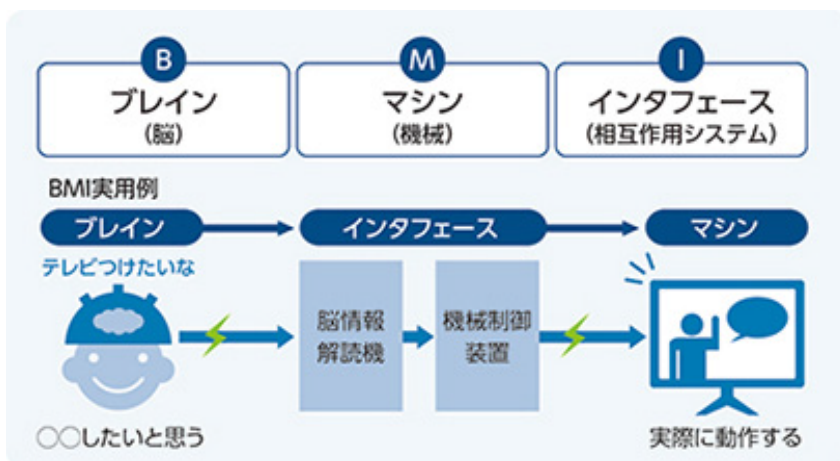 B
ブレイン
(脳)
M
マシン
(機械)
I
インタフェース
(相互作用システム)
BMI実用例
ブレイン
インタフェース
マシン
テレビつけたいな
脳情報
解読機
機械制御
装置
○○したいと思う
実際に動作する